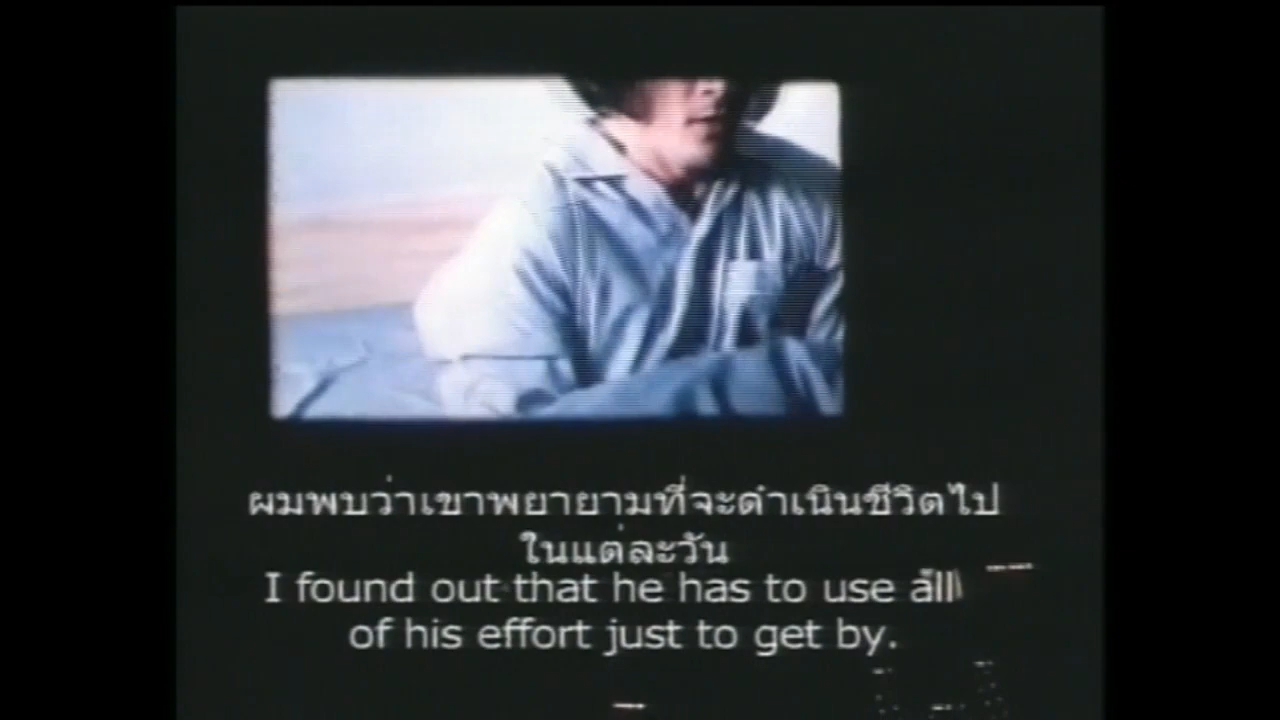 ผมพบว่าเขาพยายามที่จะดำเนินชีวิตไป
ในแต่ละวัน
I found out that he has to use all
of his effort just to get by.